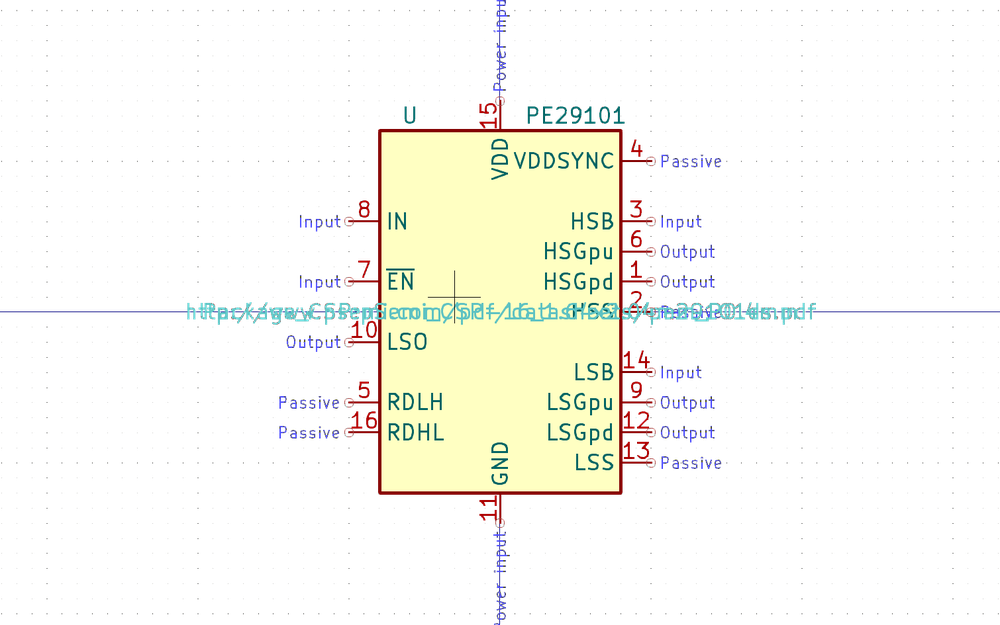 Power input
15
U PE29101
VDD
VDDSYNC 4 Passive
Input 8 IN
HSB 3 Input
HSGpu 6 Output
Input 7 EN
HSGpd 1 Output
HSS 2 Passive
Output 10 LSO
LSB 14 Input
Passive 5 RDLH
LSGpu 9 Output
Passive 16 RDHL
LSGpd 12 Output
LSS 13 Passive
GND
11
Power input